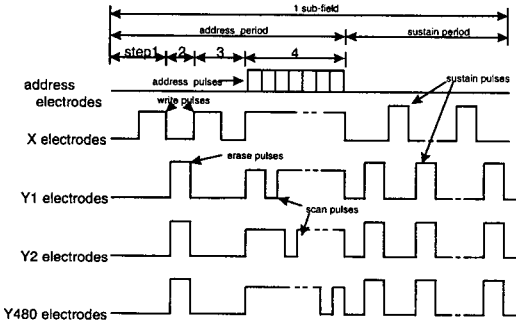 1 sub-field
address period
sustain period
step1 2 3 4
address pulses
sustain pulses
address
electrodes
write pulses
X electrodes
erase pulses
Y1 electrodes
scan pulses
Y2 electrodes
Y480 electrodes